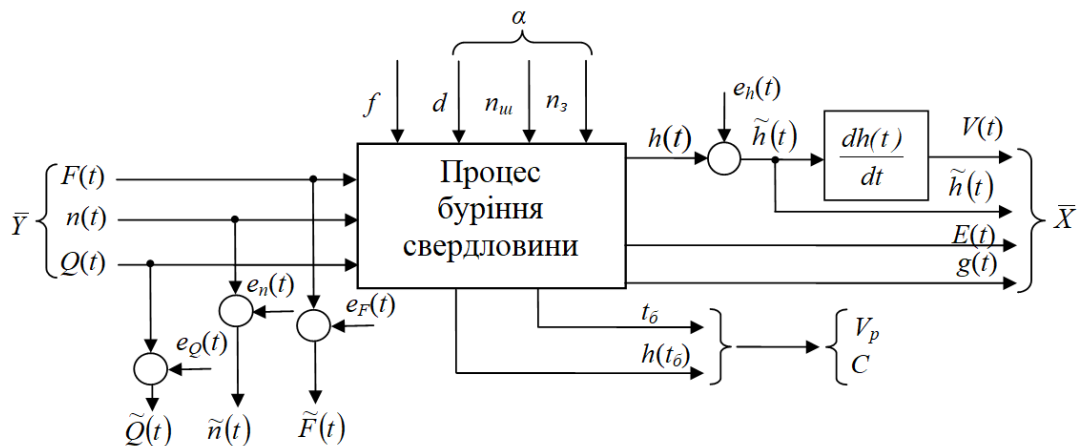 α
f d nш nз
eh(t)
h(t) h̃(t) dh(t) V(t)
dt
Процес
буріння
свердловини
Ȳ F(t)
n(t)
Q(t)
h̃(t)
X̄
E(t)
g(t)
en(t)
eF(t)
eQ(t)
tб
h(tб)
Vp
C
Q̃(t) ñ(t) F̃(t)